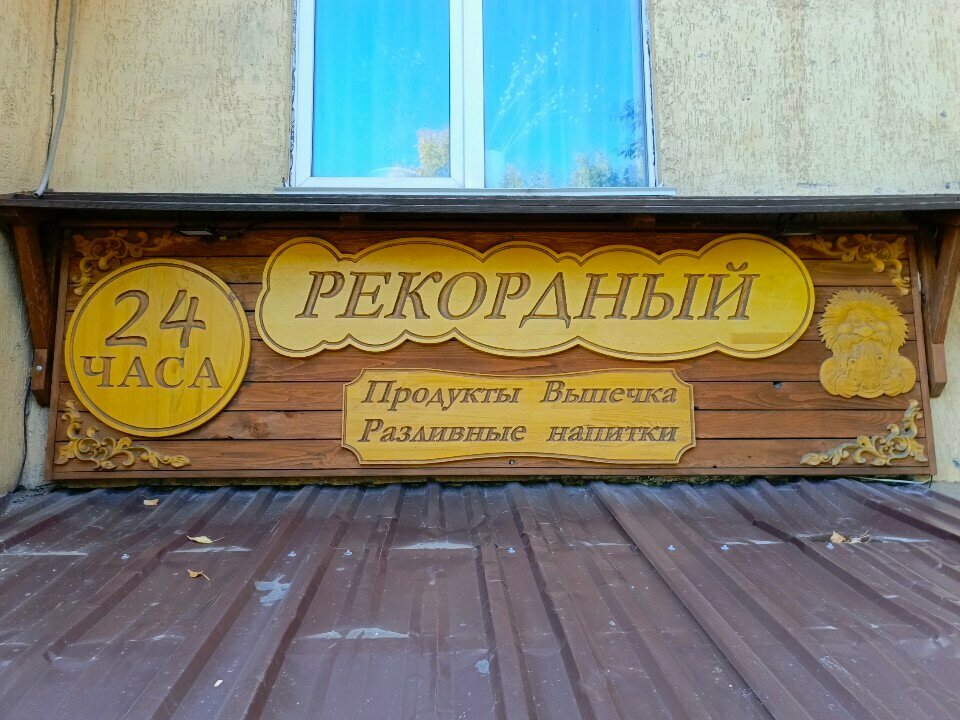 24
ЧАСА
РЕКОРДНЫЙ
Продукты Выпечка
Разливные напитки